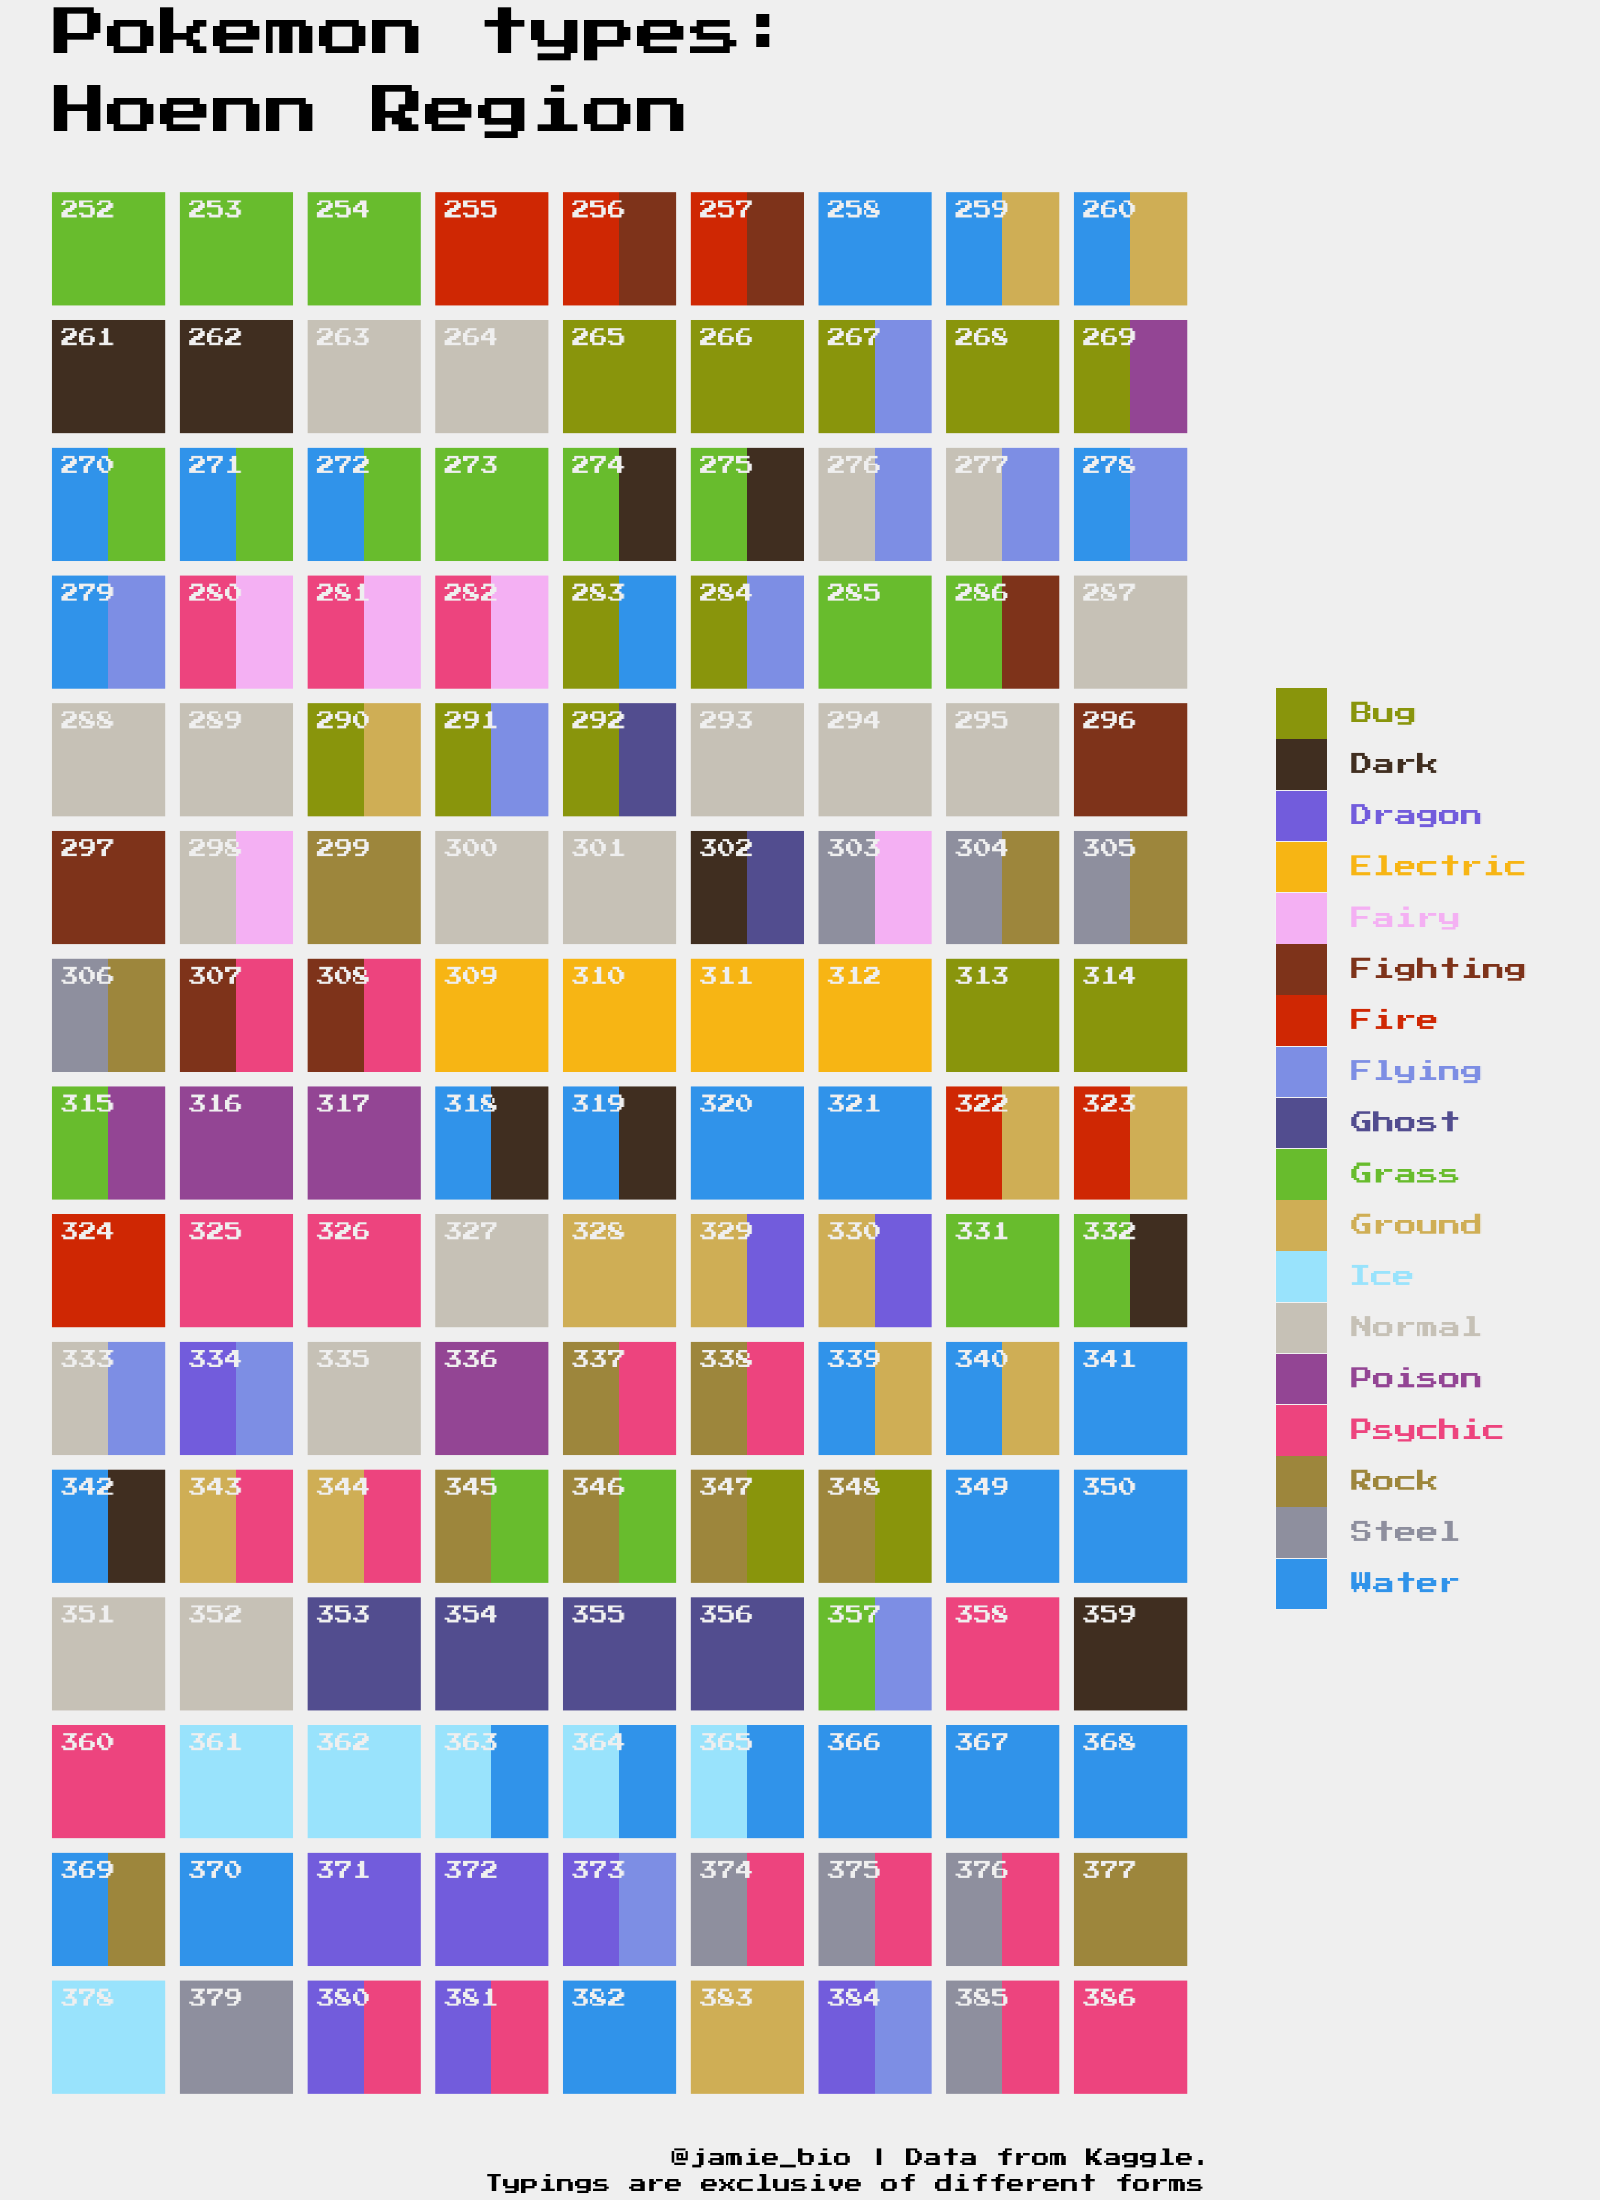 Pokemon types:
Hoenn Region
252 253 254 255 256 257 258 259 260
261 262 263 264 265 266 267 268 269
270 271 272 273 274 275 276 277 278
279 280 281 282 283 284 285 286 287
288 289 290 291 292 293 294 295 296
297 298 299 300 301 302 303 304 305
306 307 308 309 310 311 312 313 314
315 316 317 318 319 320 321 322 323
324 325 326 327 328 329 330 331 332
333 334 335 336 337 338 339 340 341
342 343 344 345 346 347 348 349 350
351 352 353 354 355 356 357 358 359
360 361 362 363 364 365 366 367 368
369 370 371 372 373 374 375 376 377
378 379 380 381 382 383 384 385 386
Bug
Dark
Dragon
Electric
Fairy
Fighting
Fire
Flying
Ghost
Grass
Ground
Ice
Normal
Poison
Psychic
Rock
Steel
Water
@jamie_bio | Data from Kaggle.
Typings are exclusive of different forms